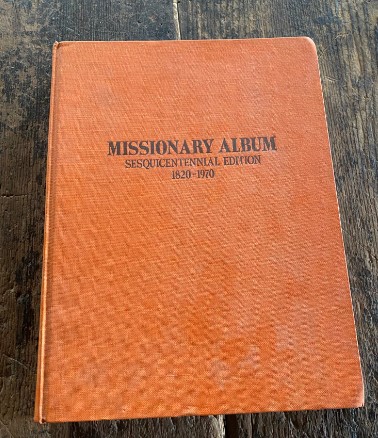 MISSIONARY ALBUM
SESQUICENTENNIAL EDITION
1820-1970